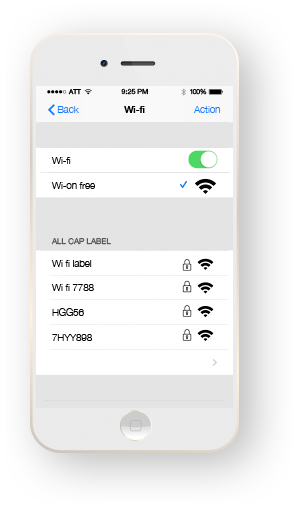 ATT 9:25 PM 100%
Back Wi-fi Action
Wi-fi
Wi-on free
ALL CAP LABEL
Wi fi label
Wi fi 7788
HGG56
7HYY898